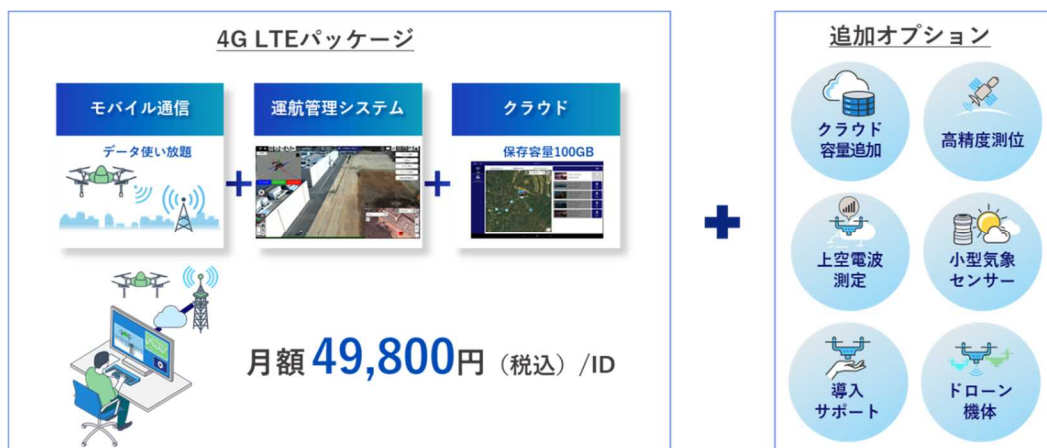 4G LTEパッケージ
モバイル通信
データ使い放題
運航管理システム
クラウド
保存容量100GB
月額 49,800円（税込）/ID
追加オプション
クラウド
容量追加
高精度測位
上空電波
測定
小型気象
センサー
導入
サポート
ドローン
機体